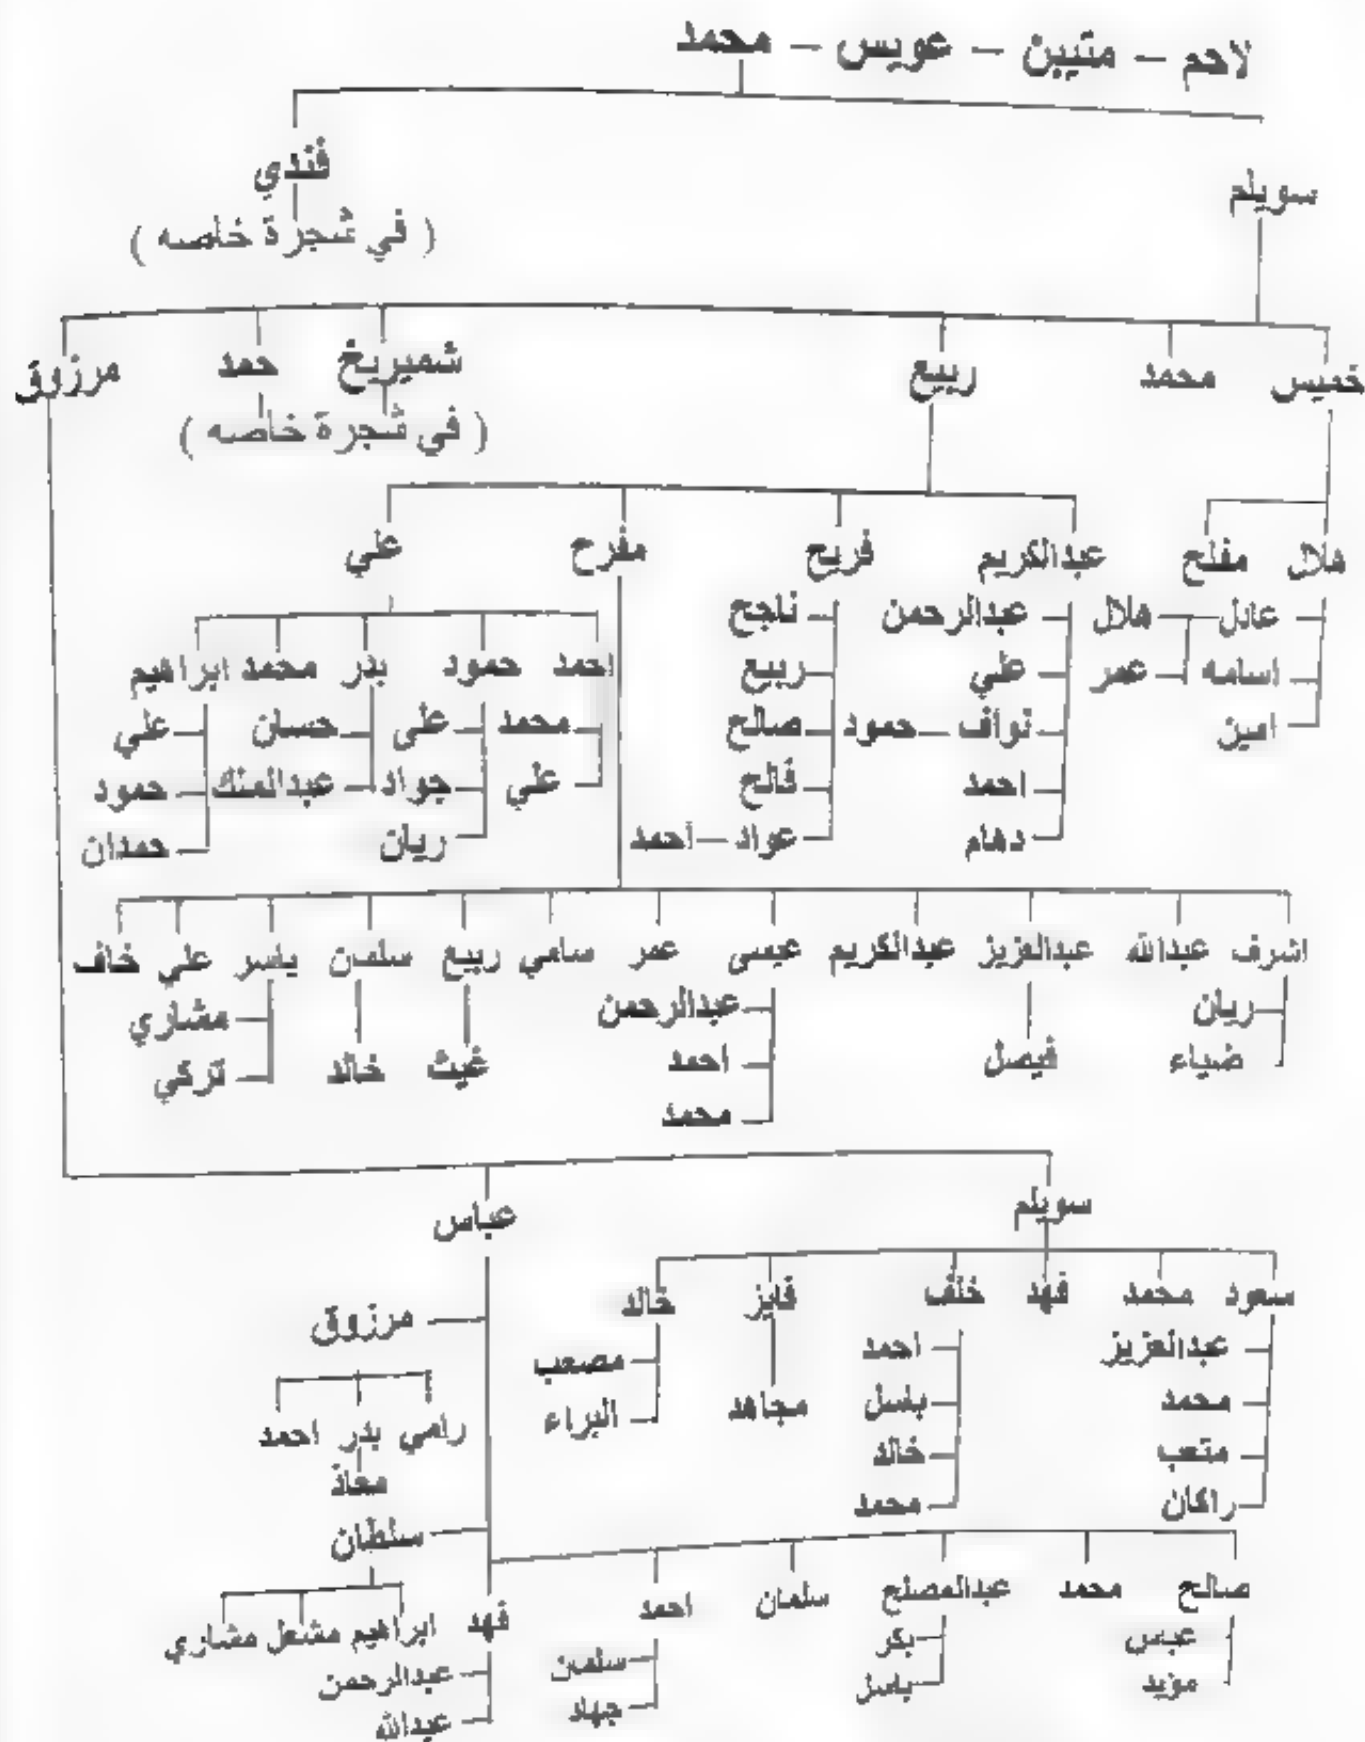 لاحم – متيبن – عويس – محمد
سويلم فندي
( في شجرة خاصه )
خميس محمد ربيع شميريخ حمد مرزوق
( في شجرة خاصه )
هلال مفلح عبدالكريم فريح مفرح علي
عادل هلال عبدالرحمن ناجح
اسامه عمر علي ربيع احمد حمود بدر محمد ابراهيم
امين نواف – حمود صالح محمد علي حسان علي
احمد فالح علي جواد عبدالملك حمود
دهام عواد – احمد ريان حمدان
اشرف عبدالله عبدالعزيز عبدالكريم عيسى عمر سامي ربيع سلمان ياسر علي خاف
ريان عبدالرحمن مشاري
ضياء فيصل احمد غيث خالد تركي
محمد
سويلم عباس
سعود محمد فهد خلف فايز خالد مرزوق
عبدالعزيز احمد مصعب
محمد باسل مجاهد البراء رامي بدر احمد
متعب خالد معاذ
راكان محمد سلطان
صالح محمد عبدالمصلح سلمان احمد فهد ابراهيم مشعل مشاري
عباس بكر سلمان عبدالرحمن
مؤيد باسل جهاد عبدالله